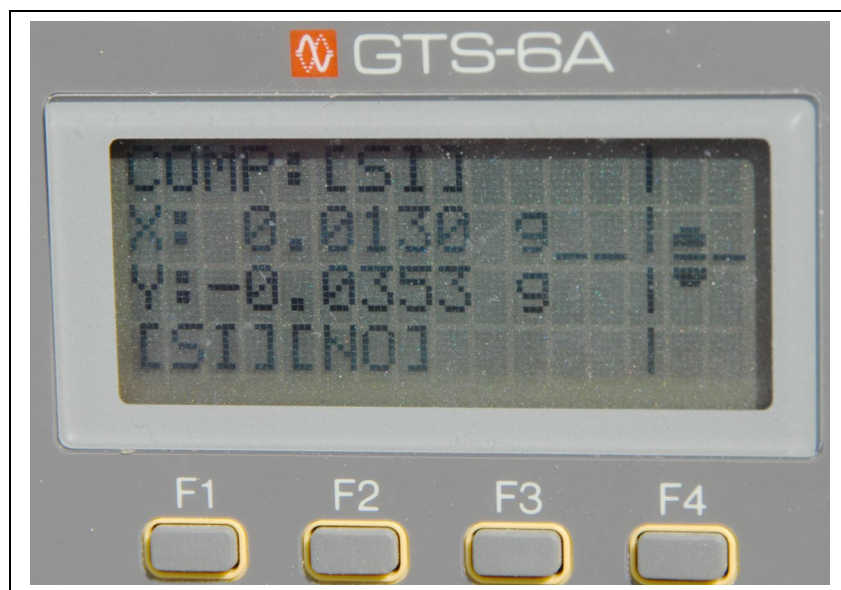 GTS-6A
COMP:[SI]
X: 0.0130 g
Y:-0.0353 g
[SI][NO]
F1 F2 F3 F4